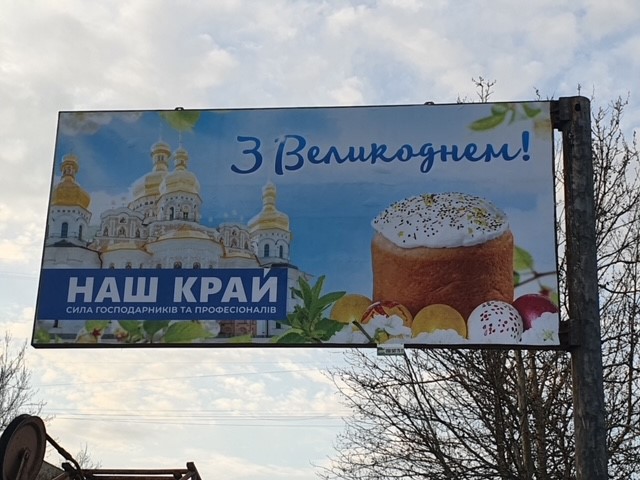 З Великоднем!
НАШ КРАЙ
СИЛА ГОСПОДАРНИКІВ ТА ПРОФЕСІОНАЛІВ